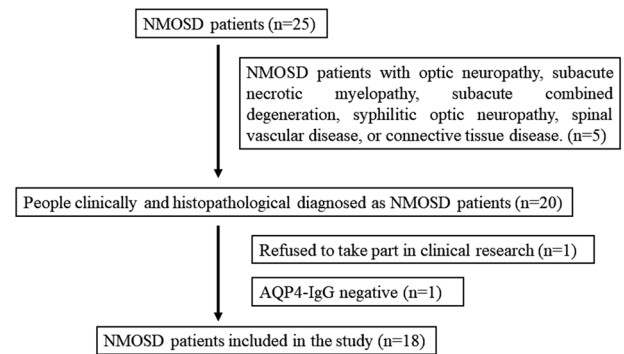 NMOSD patients (n=25)
NMOSD patients with optic neuropathy, subacute
necrotic myelopathy, subacute combined
degeneration, syphilitic optic neuropathy, spinal
vascular disease, or connective tissue disease. (n=5)
People clinically and histopathological diagnosed as NMOSD patients (n=20)
Refused to take part in clinical research (n=1)
AQP4-IgG negative (n=1)
NMOSD patients included in the study (n=18)